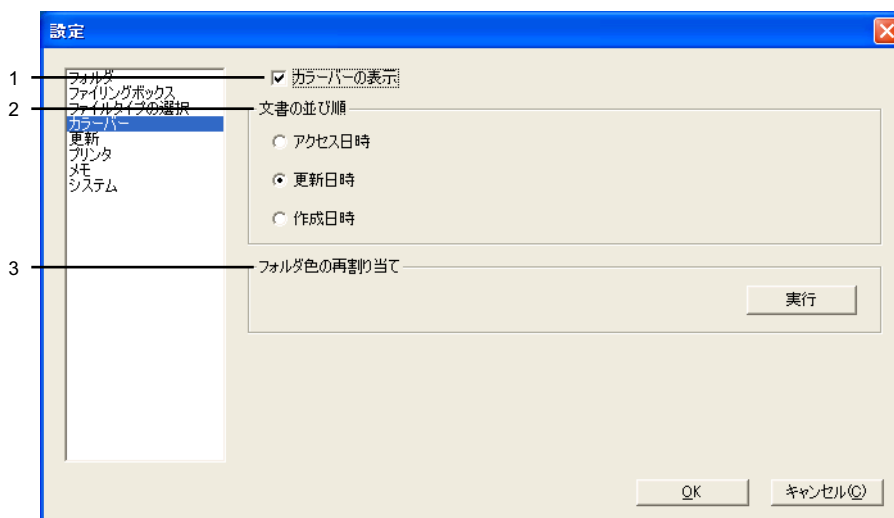 設定
1
フォルダ
ファイリングボックス
ファイルタイプの選択
カラーバー
更新
プリンタ
メモ
システム
カラーバーの表示
2
文書の並び順
アクセス日時
更新日時
作成日時
3
フォルダ色の再割り当て
実行
OK
キャンセル(C)